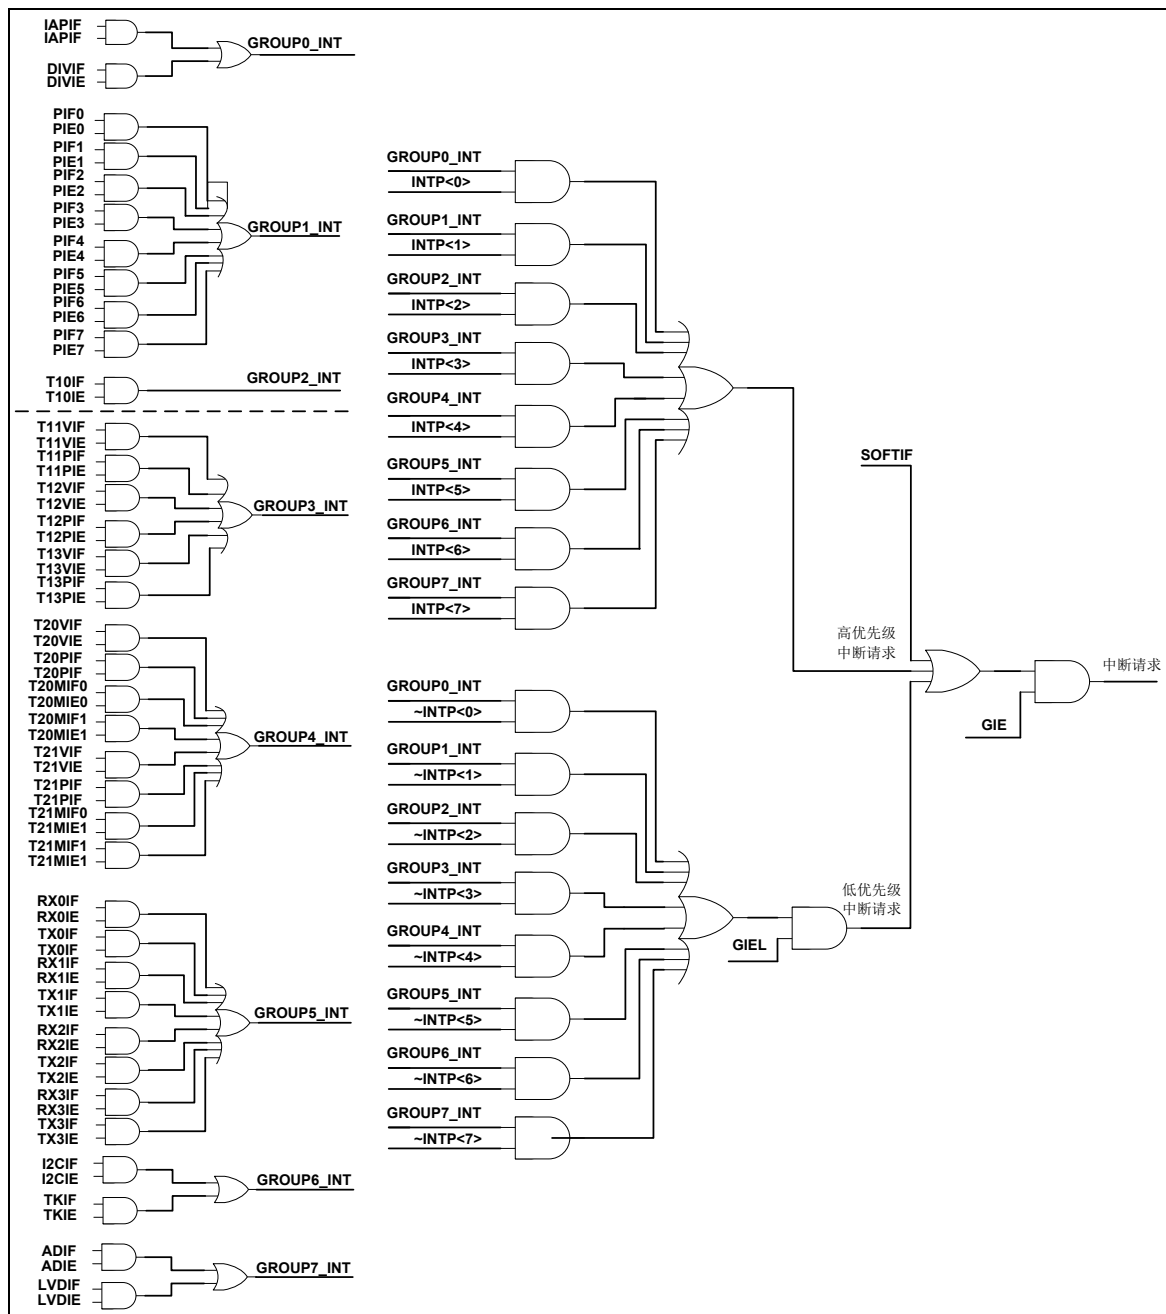 IAPIF
IAPIF
GROUP0_INT
DIVIF
DIVIE
PIF0
PIE0
PIF1
PIE1
PIF2
PIE2
PIF3
PIE3
GROUP1_INT
PIF4
PIE4
PIF5
PIE5
PIF6
PIE6
PIF7
PIE7
T10IF
T10IE
GROUP2_INT
T11VIF
T11VIE
T11PIF
T11PIE
T12VIF
T12VIE
GROUP3_INT
T12PIF
T12PIE
T13VIF
T13VIE
T13PIF
T13PIE
T20VIF
T20VIE
T20PIF
T20PIF
T20MIF0
T20MIE0
T20MIF1
T20MIE1
GROUP4_INT
T21VIF
T21VIE
T21PIF
T21PIF
T21MIF0
T21MIE1
T21MIF1
T21MIE1
RX0IF
RX0IE
TX0IF
TX0IF
RX1IF
RX1IE
TX1IF
TX1IE
GROUP5_INT
RX2IF
RX2IE
TX2IF
TX2IE
RX3IF
RX3IE
TX3IF
TX3IE
I2CIF
I2CIE
GROUP6_INT
TKIF
TKIE
ADIF
ADIE
GROUP7_INT
LVDIF
LVDIE
GROUP0_INT
INTP<0>
GROUP1_INT
INTP<1>
GROUP2_INT
INTP<2>
GROUP3_INT
INTP<3>
GROUP4_INT
INTP<4>
GROUP5_INT
INTP<5>
GROUP6_INT
INTP<6>
GROUP7_INT
INTP<7>
GROUP0_INT
~INTP<0>
GROUP1_INT
~INTP<1>
GROUP2_INT
~INTP<2>
GROUP3_INT
~INTP<3>
GROUP4_INT
~INTP<4>
GROUP5_INT
~INTP<5>
GROUP6_INT
~INTP<6>
GROUP7_INT
~INTP<7>
GIEL
SOFTIF
高优先级
中断请求
低优先级
中断请求
GIE
中断请求